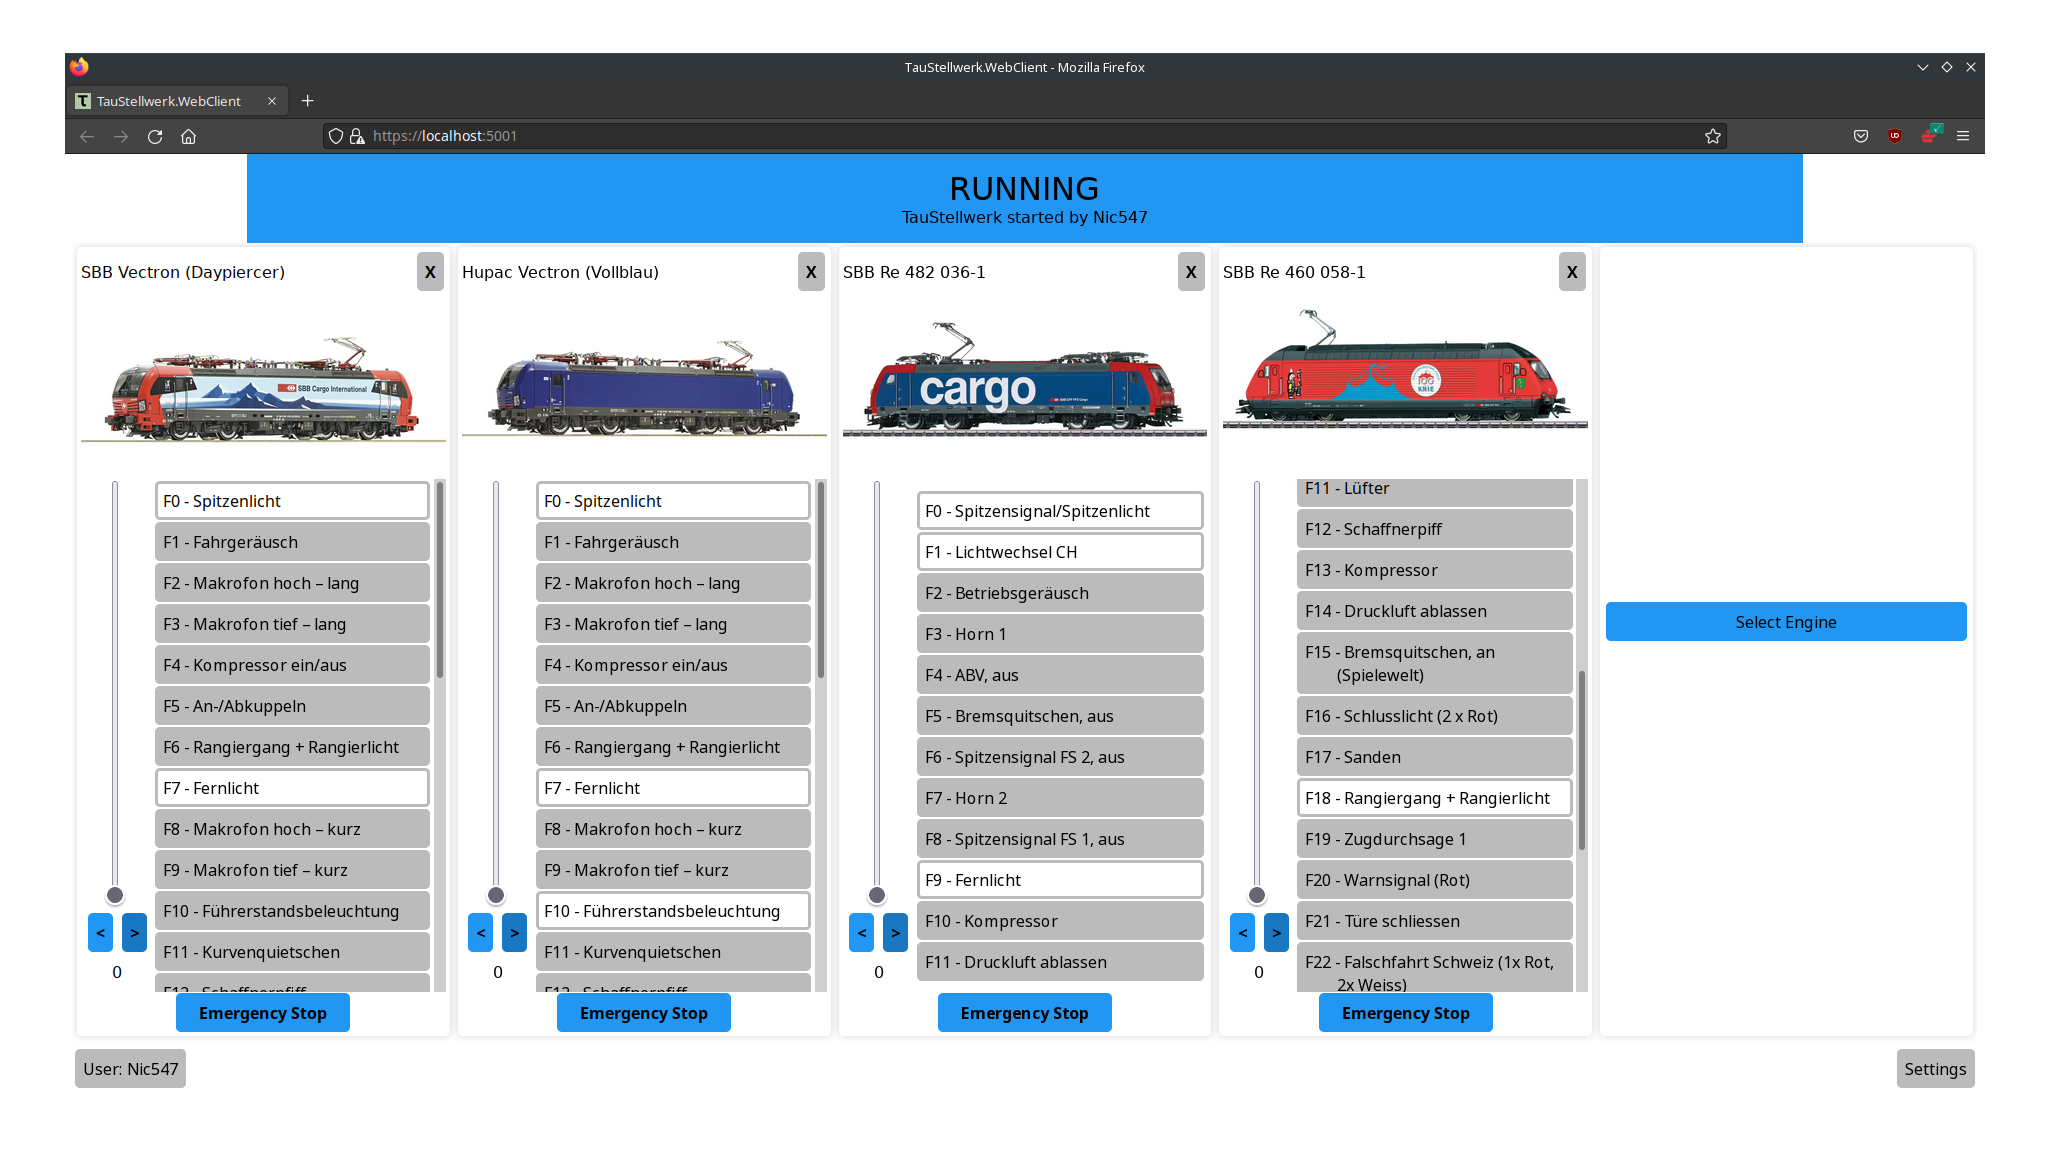 TauStellwerk.WebClient - Mozilla Firefox
TauStellwerk.WebClient
https://localhost:5001
RUNNING
TauStellwerk started by Nic547
SBB Vectron (Daypiercer)
X
SBB Cargo International
F0 - Spitzenlicht
F1 - Fahrgeräusch
F2 - Makrofon hoch – lang
F3 - Makrofon tief – lang
F4 - Kompressor ein/aus
F5 - An-/Abkuppeln
F6 - Rangiergang + Rangierlicht
F7 - Fernlicht
F8 - Makrofon hoch – kurz
F9 - Makrofon tief – kurz
F10 - Führerstandsbeleuchtung
F11 - Kurvenquietschen
F12 - Schaffnerpfiff
< >
0
Emergency Stop
Hupac Vectron (Vollblau)
X
F0 - Spitzenlicht
F1 - Fahrgeräusch
F2 - Makrofon hoch – lang
F3 - Makrofon tief – lang
F4 - Kompressor ein/aus
F5 - An-/Abkuppeln
F6 - Rangiergang + Rangierlicht
F7 - Fernlicht
F8 - Makrofon hoch – kurz
F9 - Makrofon tief – kurz
F10 - Führerstandsbeleuchtung
F11 - Kurvenquietschen
F12 - Schaffnerpfiff
< >
0
Emergency Stop
SBB Re 482 036-1
X
cargo
F0 - Spitzensignal/Spitzenlicht
F1 - Lichtwechsel CH
F2 - Betriebsgeräusch
F3 - Horn 1
F4 - ABV, aus
F5 - Bremsquitschen, aus
F6 - Spitzensignal FS 2, aus
F7 - Horn 2
F8 - Spitzensignal FS 1, aus
F9 - Fernlicht
F10 - Kompressor
F11 - Druckluft ablassen
< >
0
Emergency Stop
SBB Re 460 058-1
X
100
KNIE
F11 - Lüfter
F12 - Schaffnerpiff
F13 - Kompressor
F14 - Druckluft ablassen
F15 - Bremsquitschen, an
(Spielewelt)
F16 - Schlusslicht (2 x Rot)
F17 - Sanden
F18 - Rangiergang + Rangierlicht
F19 - Zugdurchsage 1
F20 - Warnsignal (Rot)
F21 - Türe schliessen
F22 - Falschfahrt Schweiz (1x Rot,
2x Weiss)
< >
0
Emergency Stop
Select Engine
User: Nic547
Settings